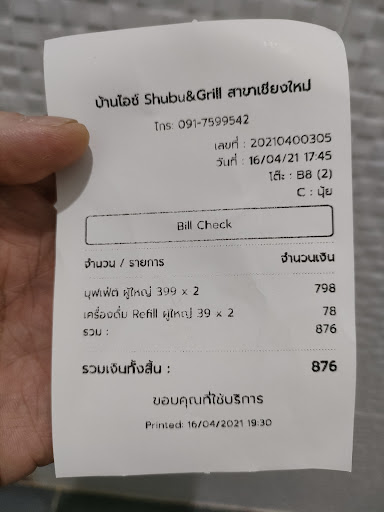 บ้านไอซ์ Shubu&Grill สาขาเชียงใหม่
โทร: 091-7599542
เลขที่ : 20210400305
วันที่ : 16/04/21 17:45
โต๊ะ : B8 (2)
C : นุ้ย
Bill Check
จำนวน / รายการ จำนวนเงิน
บุฟเฟ่ต์ ผู้ใหญ่ 399 x 2 798
เครื่องดื่ม Refill ผู้ใหญ่ 39 x 2 78
รวม : 876
รวมเงินทั้งสิ้น : 876
ขอบคุณที่ใช้บริการ
Printed: 16/04/2021 19:30